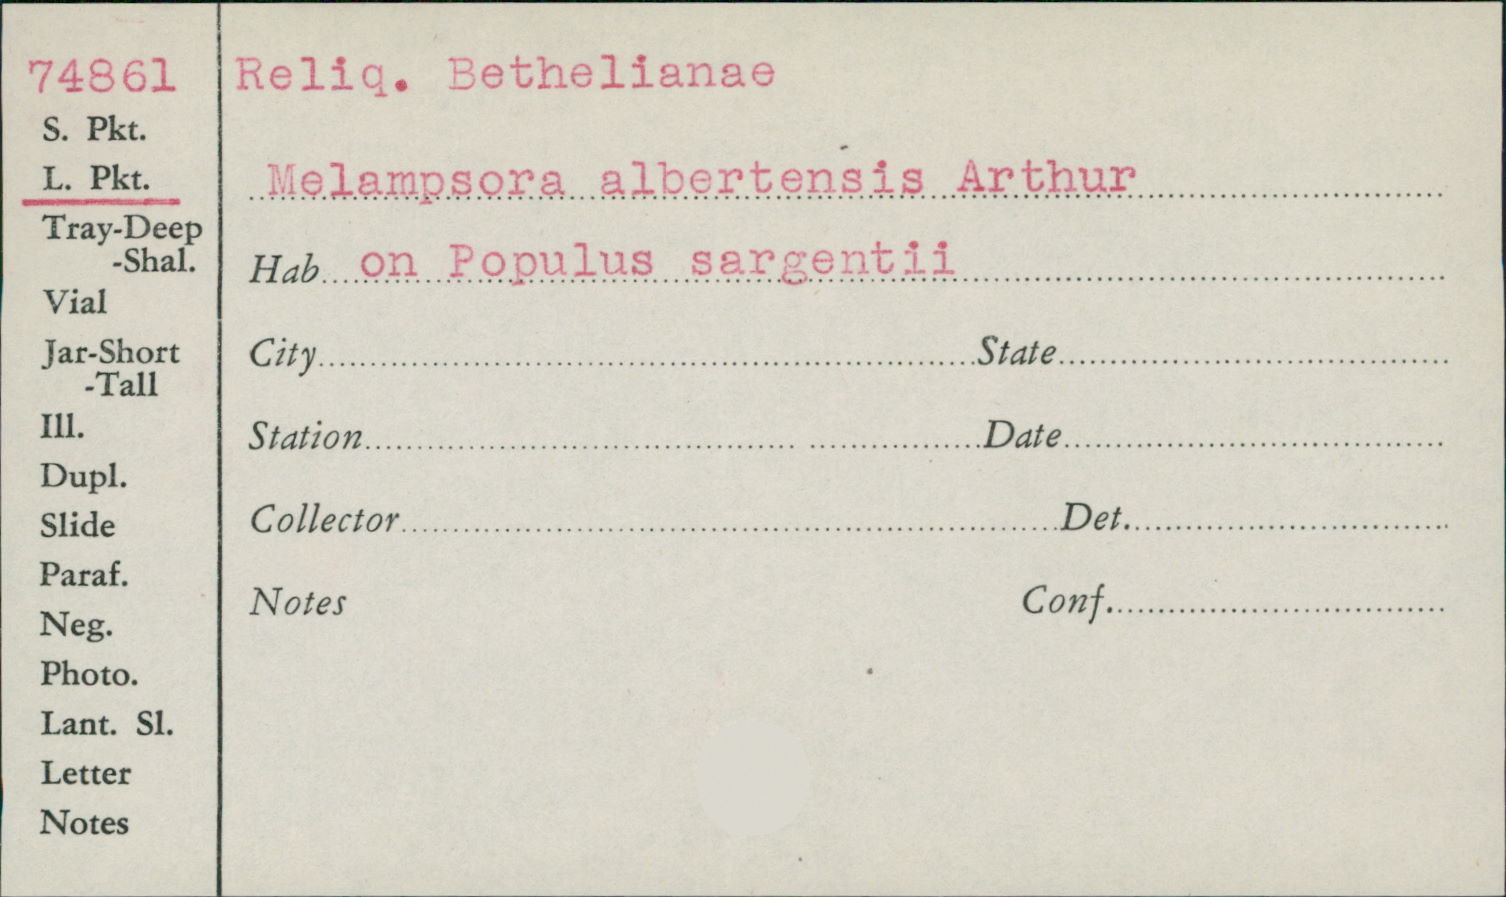 74861
S. Pkt.
L. Pkt.
Tray-Deep
-Shal.
Vial
Jar-Short
-Tall
Ill.
Dupl.
Slide
Paraf.
Neg.
Photo.
Lant. Sl.
Letter
Notes
Reliq. Bethelianae
Melampsora albertensis Arthur
Hab on Populus sargentii
City State
Station Date
Collector Det.
Notes Conf.